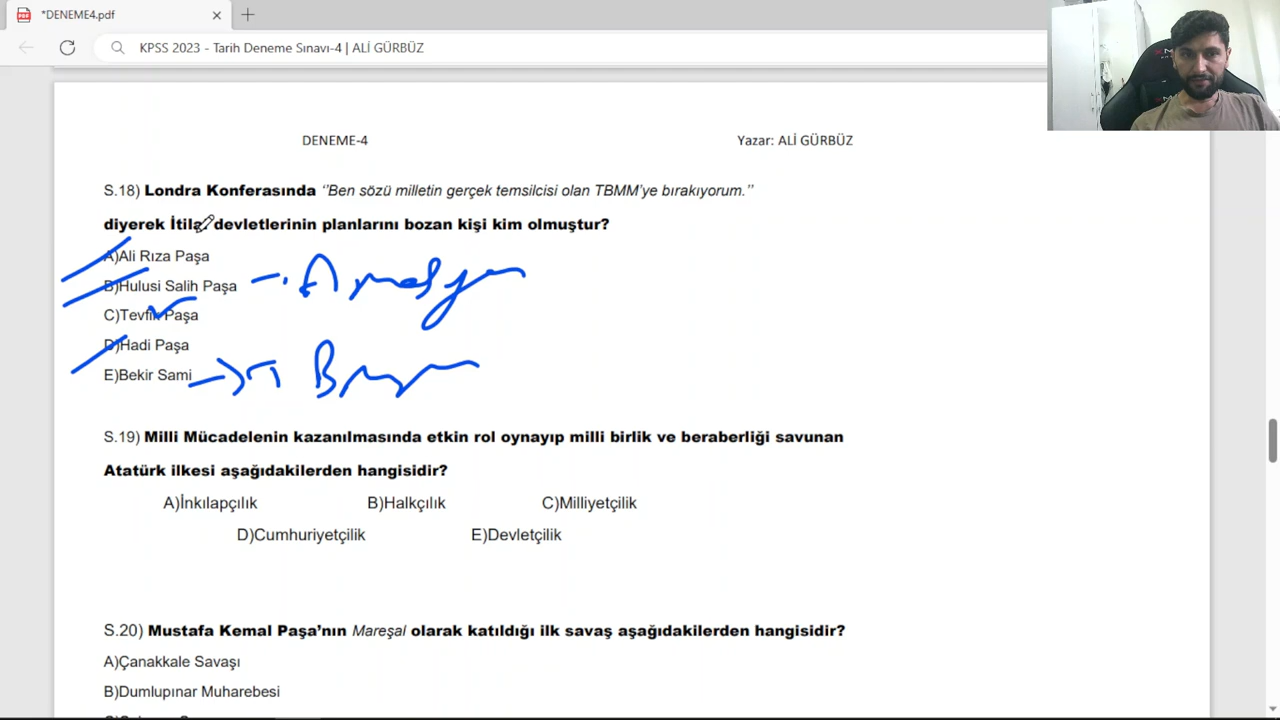 *DENEME4.pdf
KPSS 2023 - Tarih Deneme Sınavı-4 | ALİ GÜRBÜZ
DENEME-4
Yazar: ALİ GÜRBÜZ
S.18) Londra Konferasında ‘’Ben sözü milletin gerçek temsilcisi olan TBMM’ye bırakıyorum.’’
diyerek İtilaf devletlerinin planlarını bozan kişi kim olmuştur?
A)Ali Rıza Paşa
B)Hulusi Salih Paşa
C)Tevfik Paşa
D)Hadi Paşa
E)Bekir Sami
S.19) Milli Mücadelenin kazanılmasında etkin rol oynayıp milli birlik ve beraberliği savunan
Atatürk ilkesi aşağıdakilerden hangisidir?
A)İnkılapçılık B)Halkçılık C)Milliyetçilik
D)Cumhuriyetçilik E)Devletçilik
S.20) Mustafa Kemal Paşa’nın Mareşal olarak katıldığı ilk savaş aşağıdakilerden hangisidir?
A)Çanakkale Savaşı
B)Dumlupınar Muharebesi